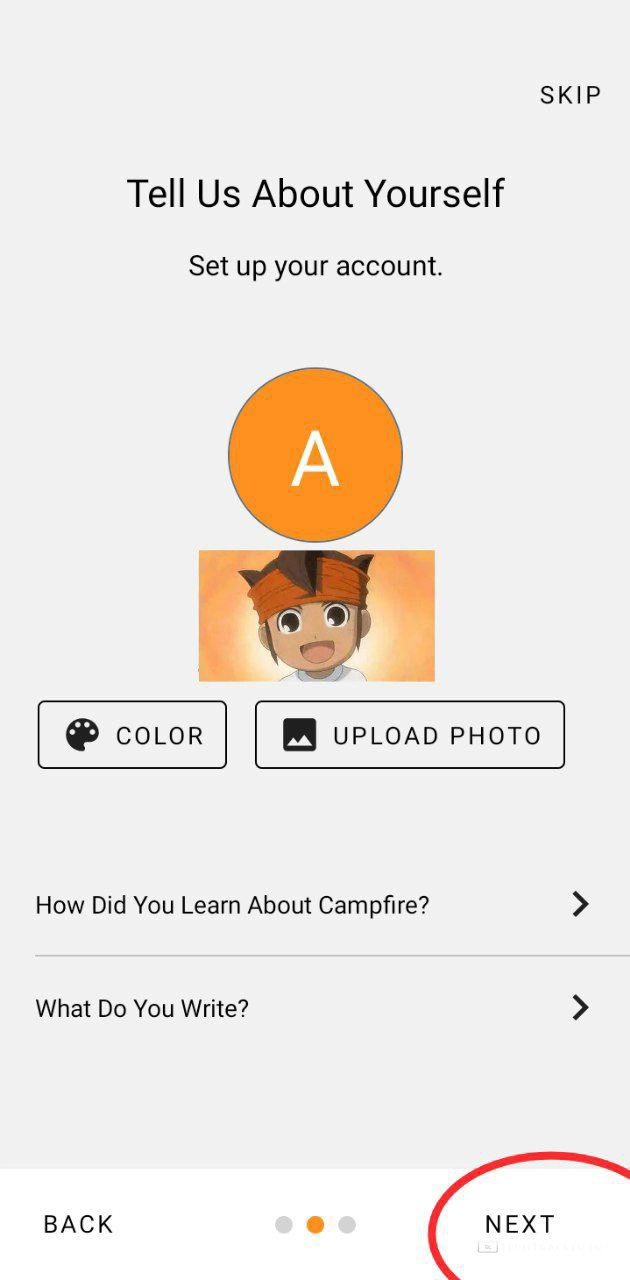 SKIP
Tell Us About Yourself
Set up your account.
A
COLOR
UPLOAD PHOTO
How Did You Learn About Campfire?
What Do You Write?
BACK
NEXT